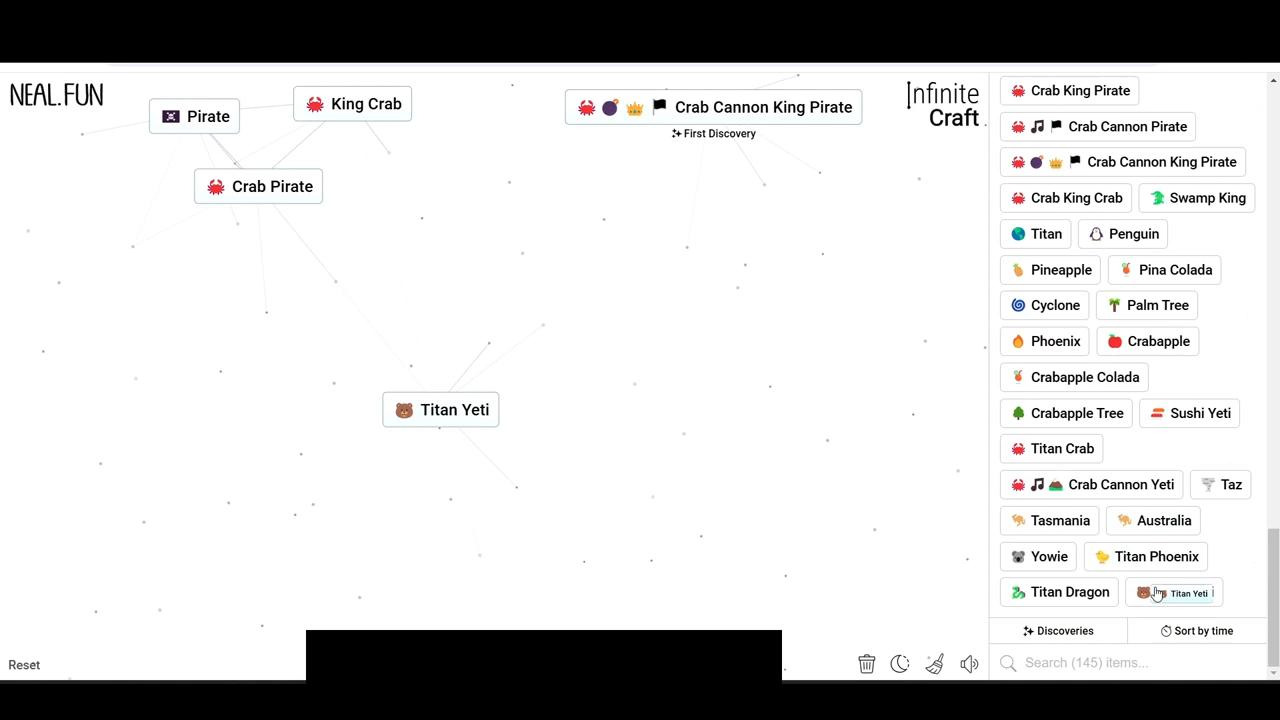 NEAL.FUN
Pirate
King Crab
Crab Cannon King Pirate
First Discovery
Infinite
Craft
Crab Pirate
Titan Yeti
Crab King Pirate
Crab Cannon Pirate
Crab Cannon King Pirate
Crab King Crab Swamp King
Titan Penguin
Pineapple Pina Colada
Cyclone Palm Tree
Phoenix Crabapple
Crabapple Colada
Crabapple Tree Sushi Yeti
Titan Crab
Crab Cannon Yeti Taz
Tasmania Australia
Yowie Titan Phoenix
Titan Dragon Titan Yeti
Discoveries Sort by time
Search (145) items...
Reset